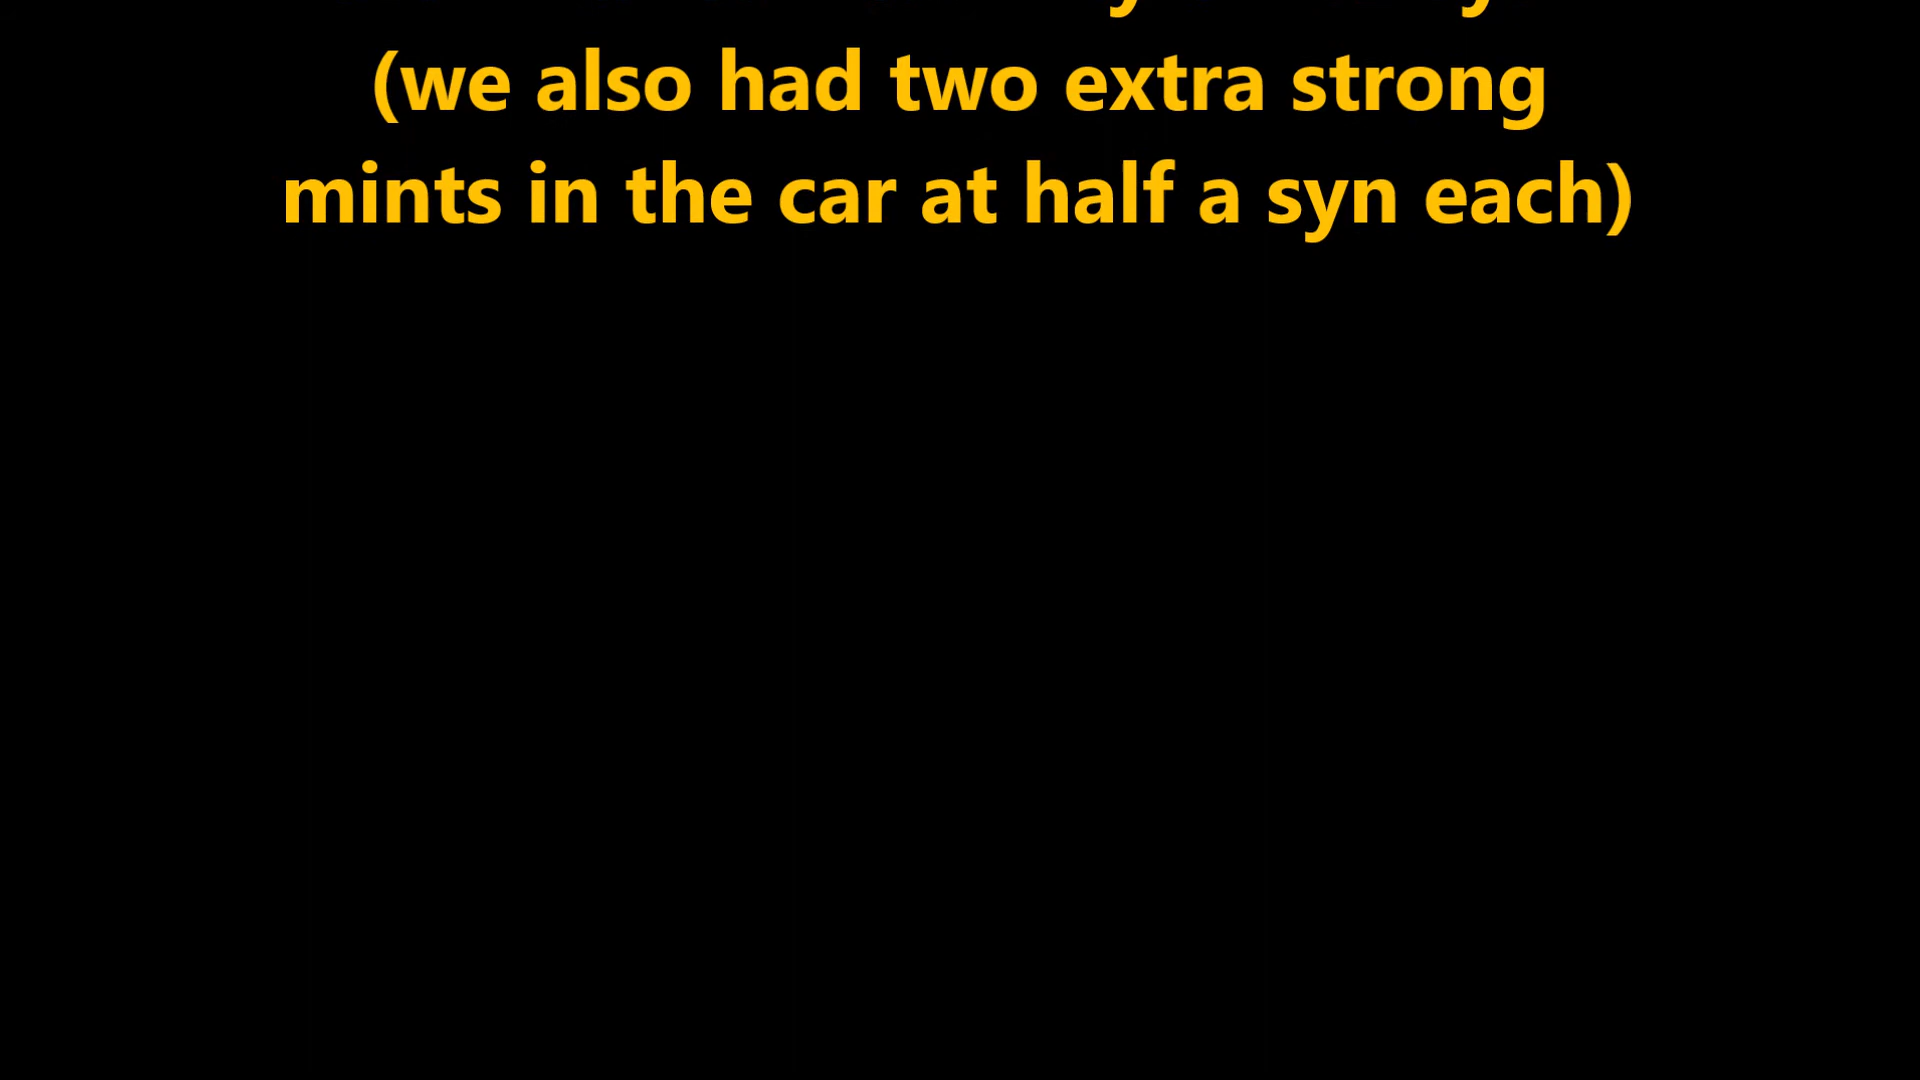 (we also had two extra strong
mints in the car at half a syn each)